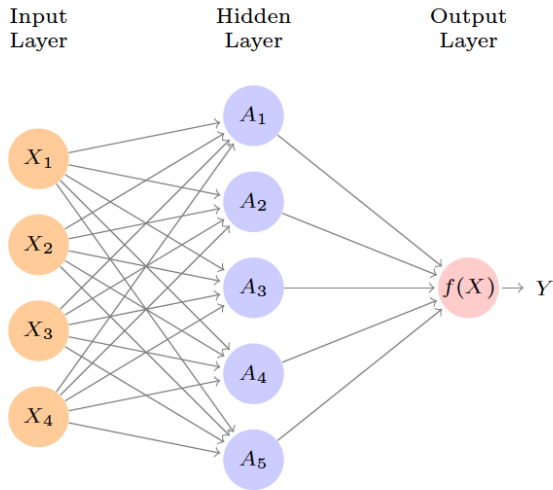 Input
Layer
Hidden
Layer
Output
Layer
X₁
X₂
X₃
X₄
A₁
A₂
A₃
A₄
A₅
f(X)
Y